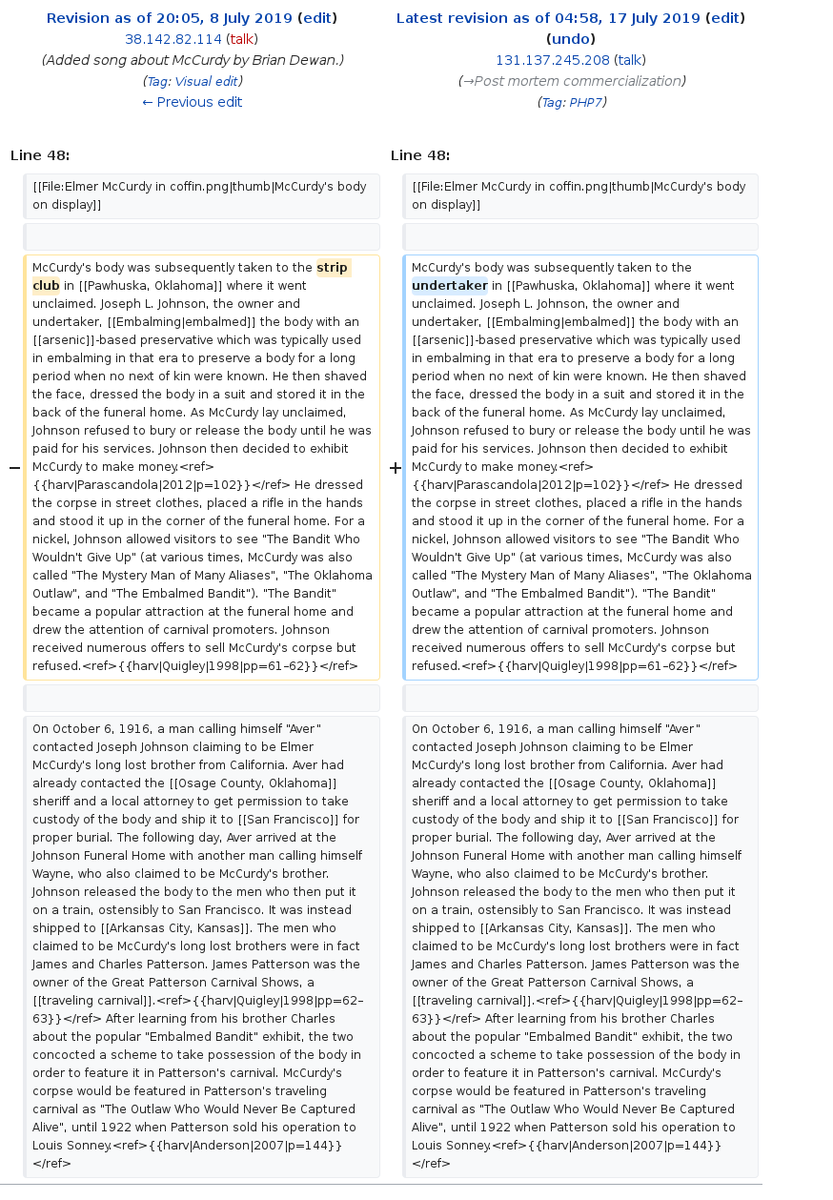 Revision as of 20:05, 8 July 2019 (edit)
38.142.82.114 (talk)
(Added song about McCurdy by Brian Dewan.)
(Tag: Visual edit)
← Previous edit
Latest revision as of 04:58, 17 July 2019 (edit)
(undo)
131.137.245.208 (talk)
(→Post mortem commercialization)
(Tag: PHP7)
Line 48:
Line 48:
[[File:Elmer McCurdy in coffin.png|thumb|McCurdy's body
on display]]
[[File:Elmer McCurdy in coffin.png|thumb|McCurdy's body
on display]]
−
McCurdy's body was subsequently taken to the strip
club in [[Pawhuska, Oklahoma]] where it went
unclaimed. Joseph L. Johnson, the owner and
undertaker, [[Embalming|embalmed]] the body with an
[[arsenic]]-based preservative which was typically used
in embalming in that era to preserve a body for a long
period when no next of kin were known. He then shaved
the face, dressed the body in a suit and stored it in the
back of the funeral home. As McCurdy lay unclaimed,
Johnson refused to bury or release the body until he was
paid for his services. Johnson then decided to exhibit
McCurdy to make money.<ref>
{{harv|Parascandola|2012|p=102}}</ref> He dressed
the corpse in street clothes, placed a rifle in the hands
and stood it up in the corner of the funeral home. For a
nickel, Johnson allowed visitors to see "The Bandit Who
Wouldn't Give Up" (at various times, McCurdy was also
called "The Mystery Man of Many Aliases", "The Oklahoma
Outlaw", and "The Embalmed Bandit"). "The Bandit"
became a popular attraction at the funeral home and
drew the attention of carnival promoters. Johnson
received numerous offers to sell McCurdy's corpse but
refused.<ref>{{harv|Quigley|1998|pp=61–62}}</ref>
+
McCurdy's body was subsequently taken to the
undertaker in [[Pawhuska, Oklahoma]] where it went
unclaimed. Joseph L. Johnson, the owner and
undertaker, [[Embalming|embalmed]] the body with an
[[arsenic]]-based preservative which was typically used
in embalming in that era to preserve a body for a long
period when no next of kin were known. He then shaved
the face, dressed the body in a suit and stored it in the
back of the funeral home. As McCurdy lay unclaimed,
Johnson refused to bury or release the body until he was
paid for his services. Johnson then decided to exhibit
McCurdy to make money.<ref>
{{harv|Parascandola|2012|p=102}}</ref> He dressed
the corpse in street clothes, placed a rifle in the hands
and stood it up in the corner of the funeral home. For a
nickel, Johnson allowed visitors to see "The Bandit Who
Wouldn't Give Up" (at various times, McCurdy was also
called "The Mystery Man of Many Aliases", "The Oklahoma
Outlaw", and "The Embalmed Bandit"). "The Bandit"
became a popular attraction at the funeral home and
drew the attention of carnival promoters. Johnson
received numerous offers to sell McCurdy's corpse but
refused.<ref>{{harv|Quigley|1998|pp=61–62}}</ref>
On October 6, 1916, a man calling himself "Aver"
contacted Joseph Johnson claiming to be Elmer
McCurdy's long lost brother from California. Aver had
already contacted the [[Osage County, Oklahoma]]
sheriff and a local attorney to get permission to take
custody of the body and ship it to [[San Francisco]] for
proper burial. The following day, Aver arrived at the
Johnson Funeral Home with another man calling himself
Wayne, who also claimed to be McCurdy's brother.
Johnson released the body to the men who then put it
on a train, ostensibly to San Francisco. It was instead
shipped to [[Arkansas City, Kansas]]. The men who
claimed to be McCurdy's long lost brothers were in fact
James and Charles Patterson. James Patterson was the
owner of the Great Patterson Carnival Shows, a
[[traveling carnival]].<ref>{{harv|Quigley|1998|pp=62–
63}}</ref> After learning from his brother Charles
about the popular "Embalmed Bandit" exhibit, the two
concocted a scheme to take possession of the body in
order to feature it in Patterson's carnival. McCurdy's
corpse would be featured in Patterson's traveling
carnival as "The Outlaw Who Would Never Be Captured
Alive", until 1922 when Patterson sold his operation to
Louis Sonney.<ref>{{harv|Anderson|2007|p=144}}
</ref>
On October 6, 1916, a man calling himself "Aver"
contacted Joseph Johnson claiming to be Elmer
McCurdy's long lost brother from California. Aver had
already contacted the [[Osage County, Oklahoma]]
sheriff and a local attorney to get permission to take
custody of the body and ship it to [[San Francisco]] for
proper burial. The following day, Aver arrived at the
Johnson Funeral Home with another man calling himself
Wayne, who also claimed to be McCurdy's brother.
Johnson released the body to the men who then put it
on a train, ostensibly to San Francisco. It was instead
shipped to [[Arkansas City, Kansas]]. The men who
claimed to be McCurdy's long lost brothers were in fact
James and Charles Patterson. James Patterson was the
owner of the Great Patterson Carnival Shows, a
[[traveling carnival]].<ref>{{harv|Quigley|1998|pp=62–
63}}</ref> After learning from his brother Charles
about the popular "Embalmed Bandit" exhibit, the two
concocted a scheme to take possession of the body in
order to feature it in Patterson's carnival. McCurdy's
corpse would be featured in Patterson's traveling
carnival as "The Outlaw Who Would Never Be Captured
Alive", until 1922 when Patterson sold his operation to
Louis Sonney.<ref>{{harv|Anderson|2007|p=144}}
</ref>